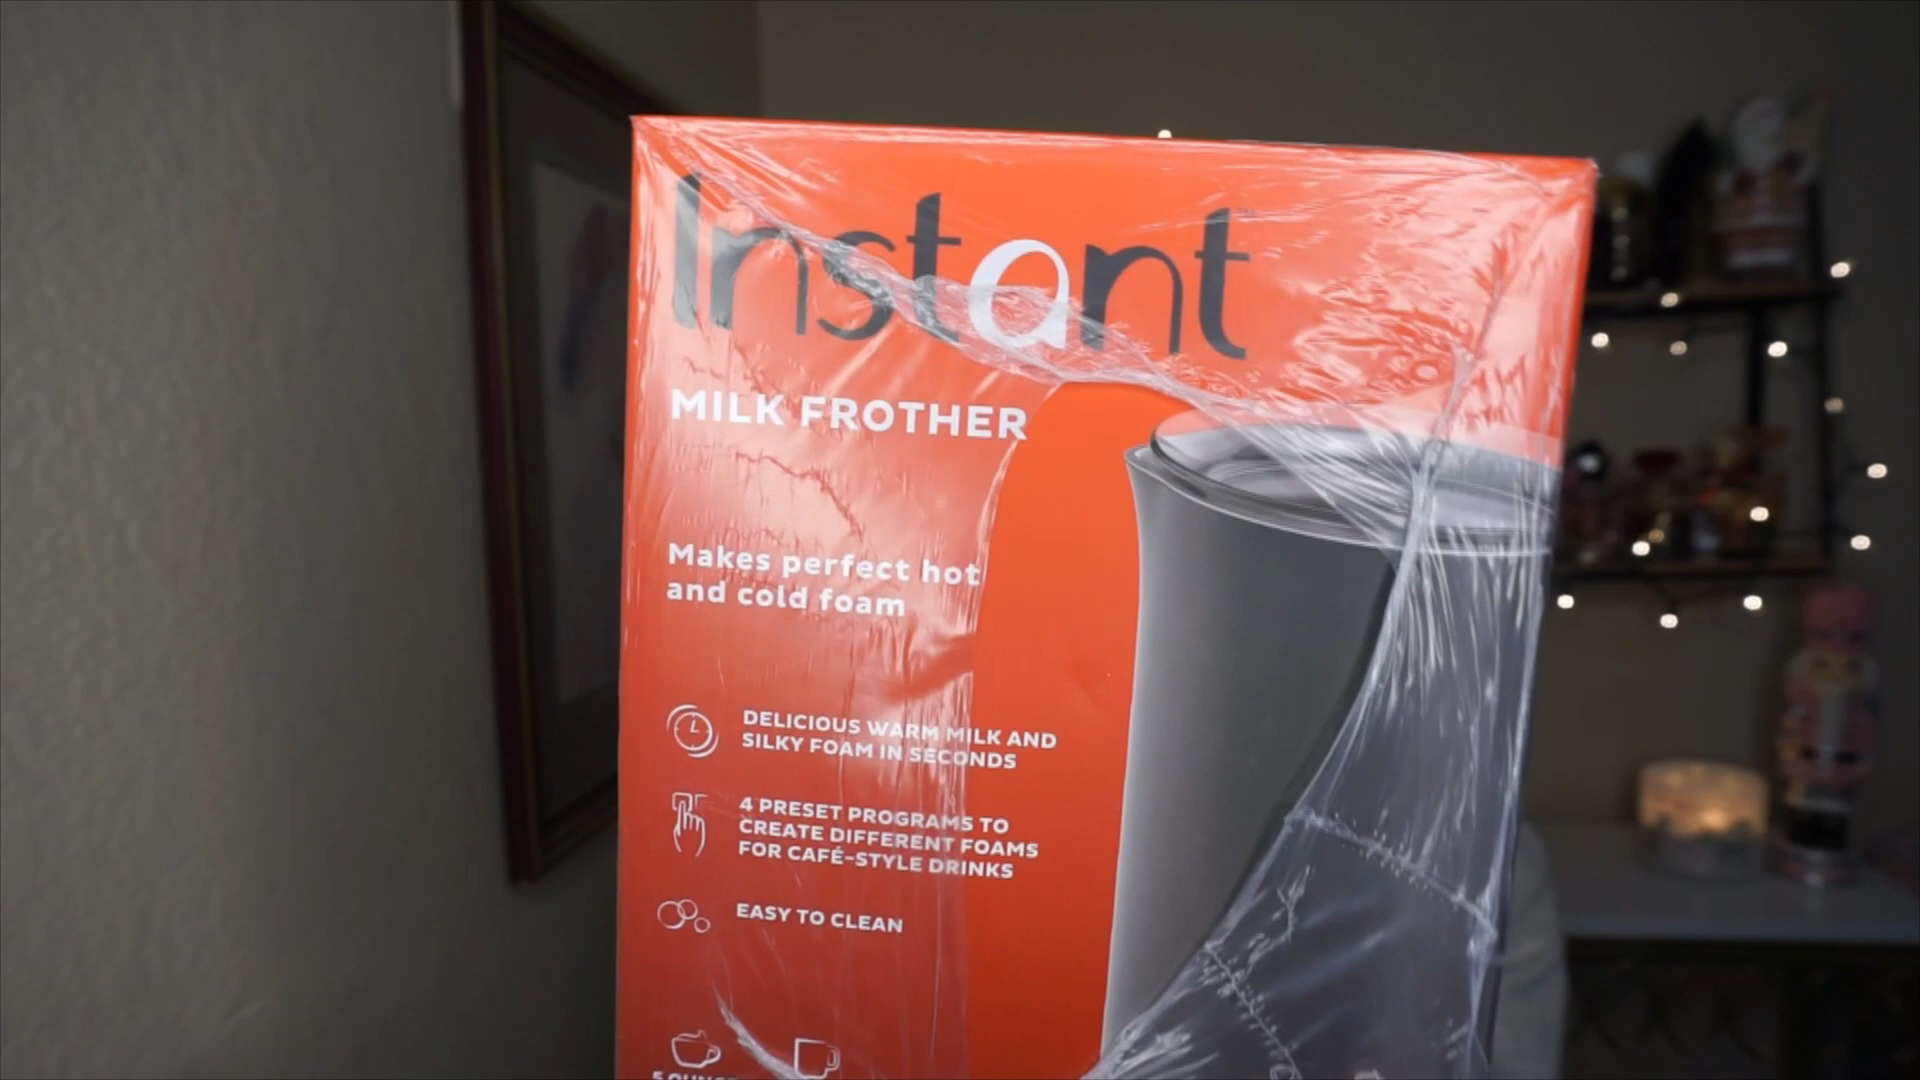 Instant
MILK FROTHER
Makes perfect hot
and cold foam
DELICIOUS WARM MILK AND
SILKY FOAM IN SECONDS
4 PRESET PROGRAMS TO
CREATE DIFFERENT FOAMS
FOR CAFÉ-STYLE DRINKS
EASY TO CLEAN